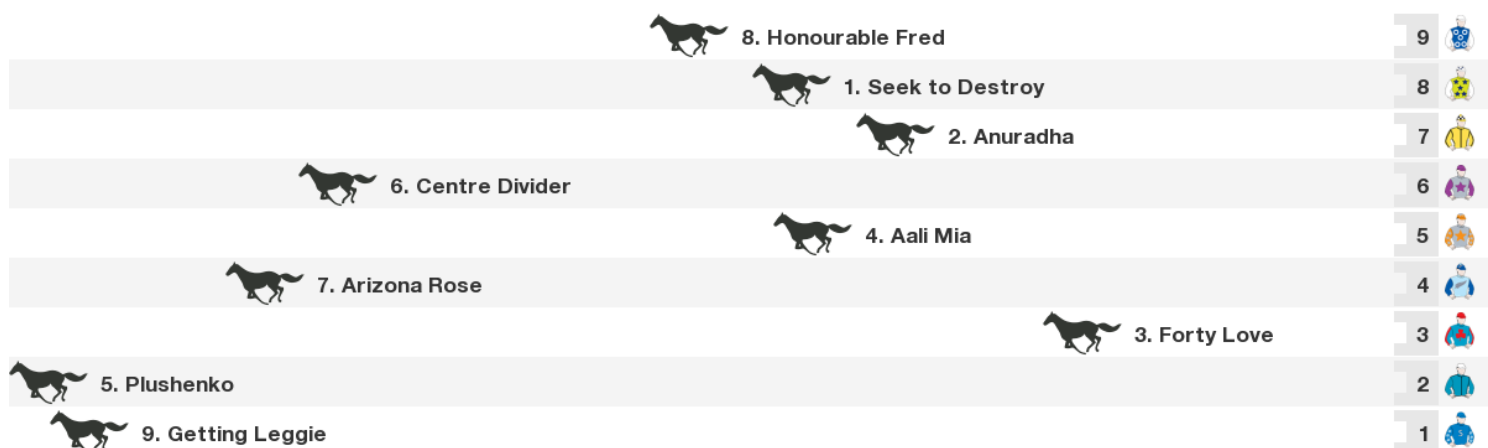 8. Honourable Fred 9
1. Seek to Destroy 8
2. Anuradha 7
6. Centre Divider 6
4. Aali Mia 5
7. Arizona Rose 4
3. Forty Love 3
5. Plushenko 2
9. Getting Leggie 1